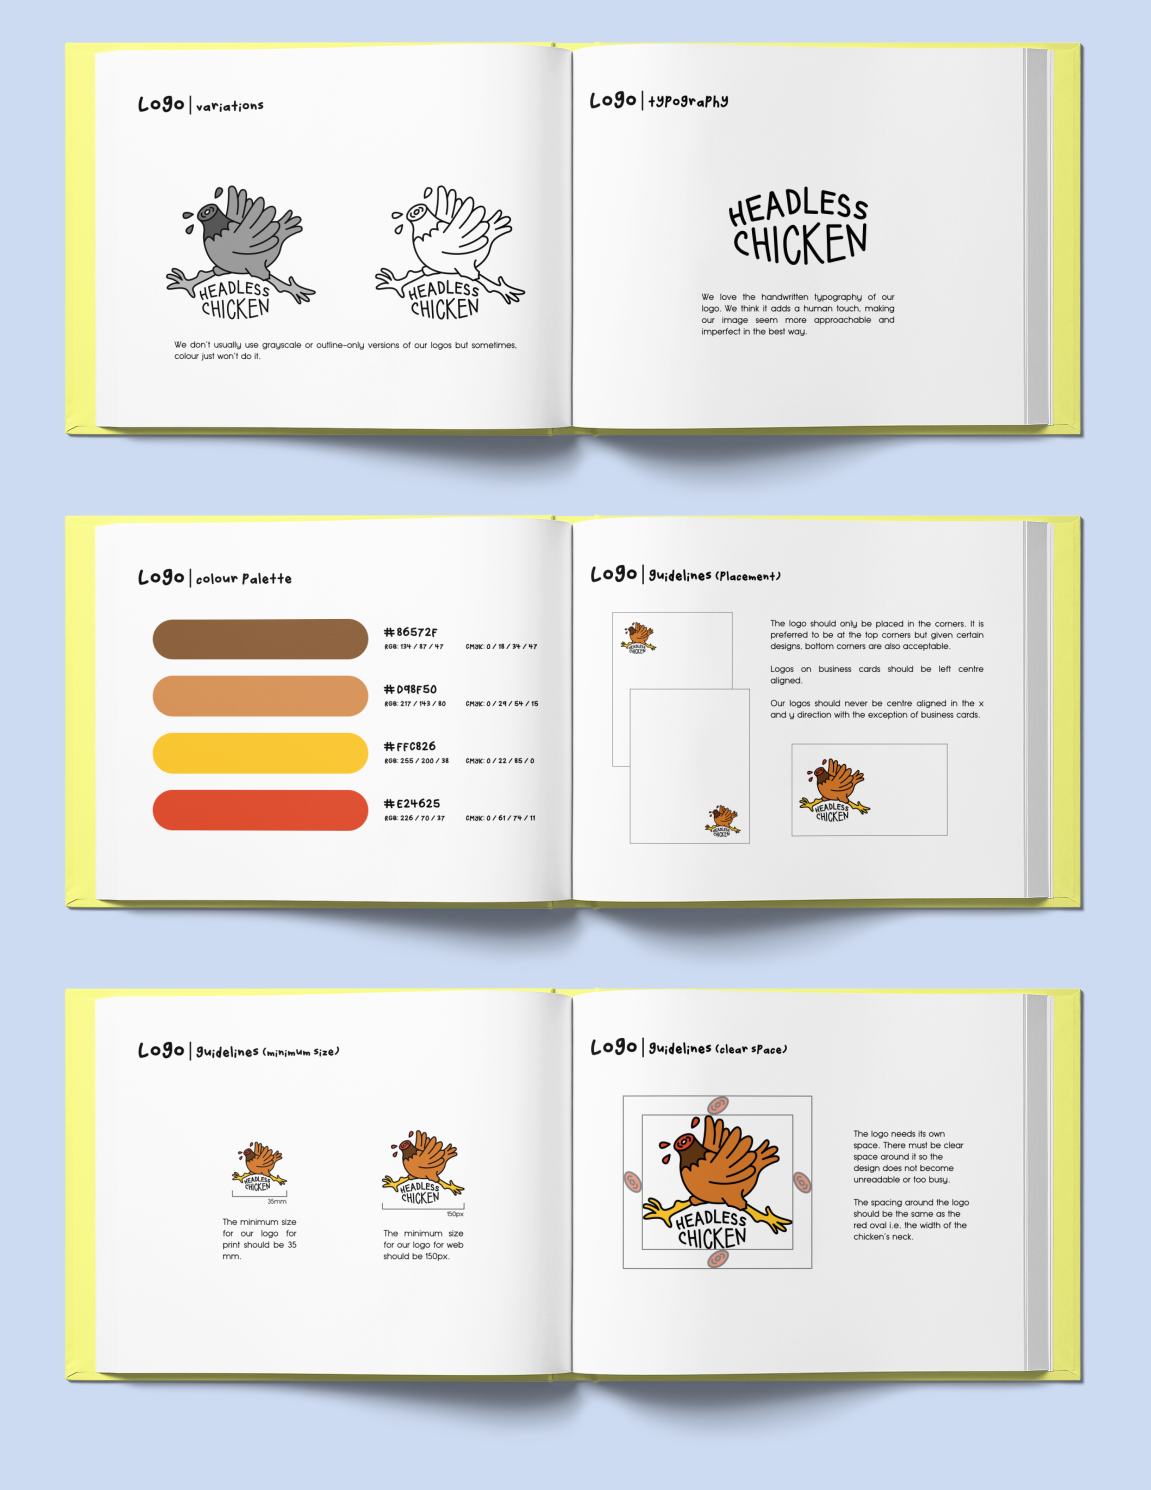 Logo | variations
HEADLESS
CHICKEN
HEADLESS
CHICKEN
We don't usually use grayscale or outline-only versions of our logos but sometimes,
colour just won't do it.
Logo | typography
HEADLESS
CHICKEN
We love the handwritten typography of our
logo. We think it adds a human touch, making
our image seem more approachable and
imperfect in the best way.
Logo | colour palette
#86572F
RGB: 134 / 87 / 47 CMYK: 0 / 18 / 34 / 47
#D98F50
RGB: 217 / 143 / 80 CMYK: 0 / 29 / 54 / 15
#FFC826
RGB: 255 / 200 / 38 CMYK: 0 / 22 / 85 / 0
#E24625
RGB: 226 / 70 / 37 CMYK: 0 / 61 / 74 / 11
Logo | guidelines (placement)
HEADLESS
CHICKEN
HEADLESS
CHICKEN
The logo should only be placed in the corners. It is
preferred to be at the top corners but given certain
designs, bottom corners are also acceptable.
Logos on business cards should be left centre
aligned.
Our logos should never be centre aligned in the x
and y direction with the exception of business cards.
HEADLESS
CHICKEN
Logo | guidelines (minimum size)
HEADLESS
CHICKEN
35mm
The minimum size
for our logo for
print should be 35
mm.
HEADLESS
CHICKEN
150px
The minimum size
for our logo for web
should be 150px.
Logo | guidelines (clear space)
HEADLESS
CHICKEN
The logo needs its own
space. There must be clear
space around it so the
design does not become
unreadable or too busy.
The spacing around the logo
should be the same as the
red oval i.e. the width of the
chicken's neck.